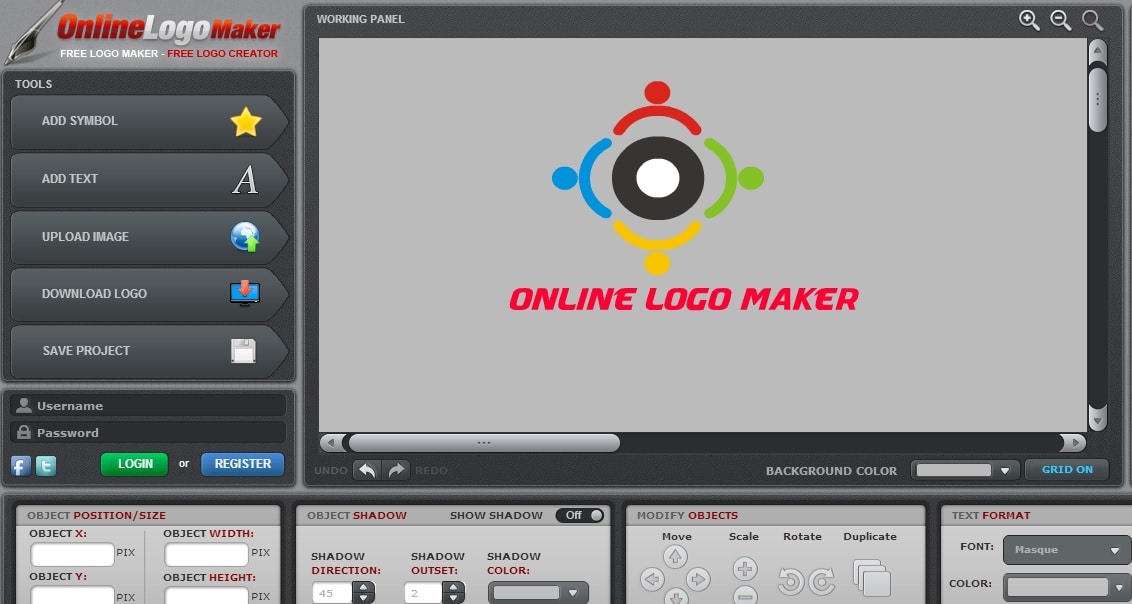 OnlineLogoMaker
FREE LOGO MAKER - FREE LOGO CREATOR
TOOLS
ADD SYMBOL
ADD TEXT
A
UPLOAD IMAGE
DOWNLOAD LOGO
SAVE PROJECT
Username
Password
f
t
LOGIN
or
REGISTER
WORKING PANEL
ONLINE LOGO MAKER
UNDO
REDO
BACKGROUND COLOR
GRID ON
OBJECT POSITION/SIZE
OBJECT X:
PIX
OBJECT WIDTH:
PIX
OBJECT Y:
PIX
OBJECT HEIGHT:
PIX
OBJECT SHADOW
SHOW SHADOW
Off
SHADOW
DIRECTION:
45
SHADOW
OUTSET:
2
SHADOW
COLOR:
MODIFY OBJECTS
Move
Scale
Rotate
Duplicate
TEXT FORMAT
FONT:
Masque
COLOR: